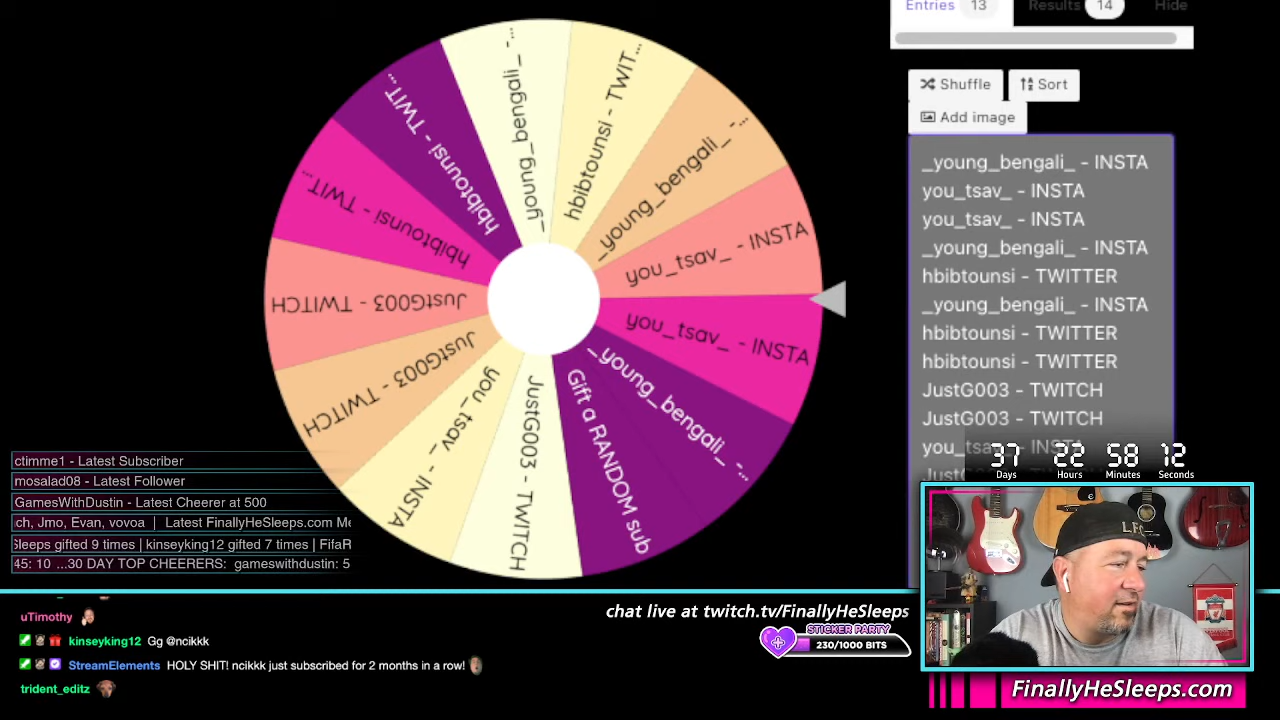 Entries 13 Results 14 Hide
Shuffle Sort
Add image
_young_bengali_ - INSTA
you_tsav_ - INSTA
you_tsav_ - INSTA
_young_bengali_ - INSTA
hbibtounsi - TWITTER
_young_bengali_ - INSTA
hbibtounsi - TWITTER
hbibtounsi - TWITTER
JustG003 - TWITCH
JustG003 - TWITCH
you_tsav_ - INSTA
_young_bengali_ -...
hbibtounsi - TWIT...
_young_bengali_ -...
you_tsav_ - INSTA
you_tsav_ - INSTA
_young_bengali_ -...
Gift a RANDOM sub
JustG003 - TWITCH
you_tsav_ - INSTA
JustG003 - TWITCH
JustG003 - TWITCH
hbibtounsi - TWIT...
hbibtounsi - TWIT...
37 22 58 12
Days Hours Minutes Seconds
ctimme1 - Latest Subscriber
mosalad08 - Latest Follower
GamesWithDustin - Latest Cheerer at 500
ch, Jmo, Evan, vovoa | Latest FinallyHeSleeps.com Me
Sleeps gifted 9 times | kinseyking12 gifted 7 times | FifaR
45: 10 ...30 DAY TOP CHEERERS: gameswithdustin: 5
uTimothy
kinseyking12 Gg @ncikkk
StreamElements HOLY SHIT! ncikkk just subscribed for 2 months in a row!
trident_editz
chat live at twitch.tv/FinallyHeSleeps
STICKER PARTY
230/1000 BITS
LFC
FinallyHeSleeps.com